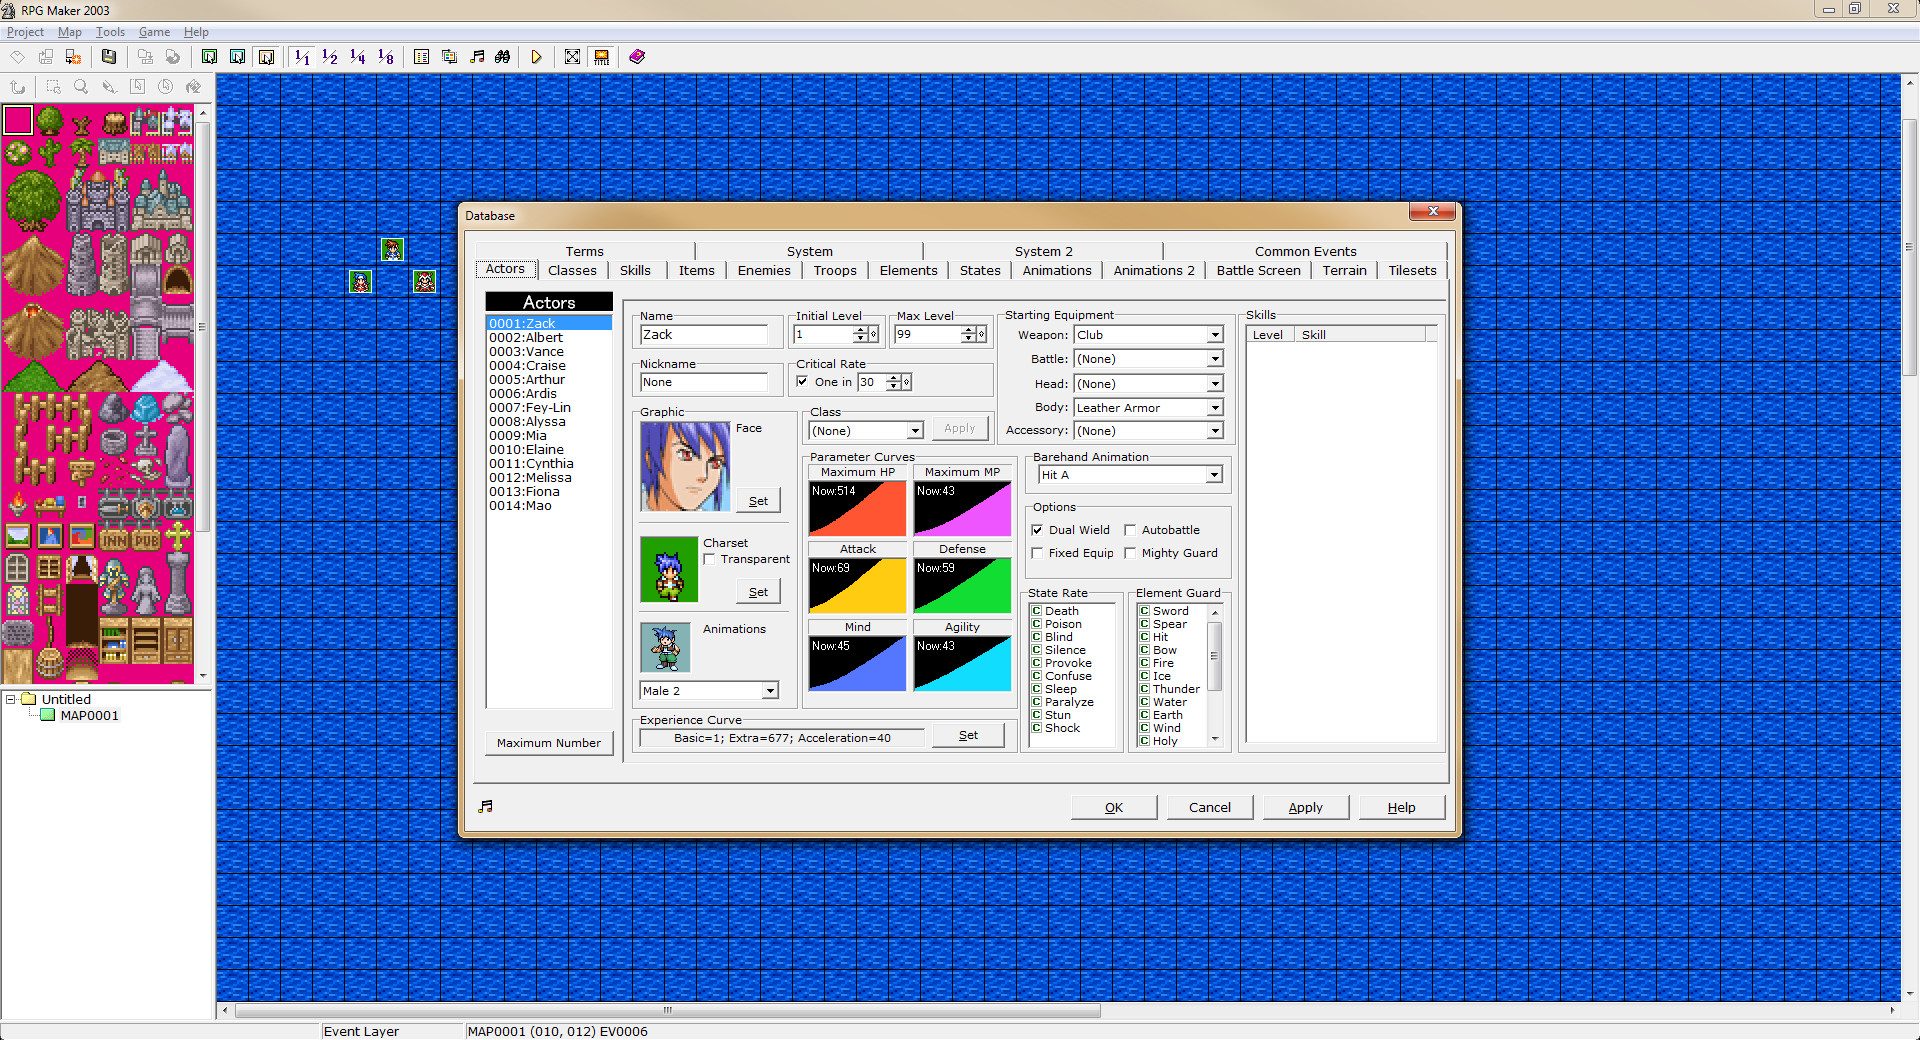 RPG Maker 2003
Project Map Tools Game Help
1/1 1/2 1/4 1/8
TITLE
INN PUB
Untitled
MAP0001
Database
Terms System System 2 Common Events
Actors Classes Skills Items Enemies Troops Elements States Animations Animations 2 Battle Screen Terrain Tilesets
Actors
0001:Zack
0002:Albert
0003:Vance
0004:Craise
0005:Arthur
0006:Ardis
0007:Fey-Lin
0008:Alyssa
0009:Mia
0010:Elaine
0011:Cynthia
0012:Melissa
0013:Fiona
0014:Mao
Maximum Number
Name
Zack
Nickname
None
Initial Level
1
Max Level
99
Critical Rate
One in 30
Graphic
Face
Set
Charset
Transparent
Set
Animations
Male 2
Class
(None)
Apply
Parameter Curves
Maximum HP Maximum MP
Now:514 Now:43
Attack Defense
Now:69 Now:59
Mind Agility
Now:45 Now:43
Experience Curve
Basic=1; Extra=677; Acceleration=40
Set
Starting Equipment
Weapon: Club
Battle: (None)
Head: (None)
Body: Leather Armor
Accessory: (None)
Barehand Animation
Hit A
Options
Dual Wield Autobattle
Fixed Equip Mighty Guard
State Rate
C Death
C Poison
C Blind
C Silence
C Provoke
C Confuse
C Sleep
C Paralyze
C Stun
C Shock
Element Guard
C Sword
C Spear
C Hit
C Bow
C Fire
C Ice
C Thunder
C Water
C Earth
C Wind
C Holy
Skills
Level Skill
OK Cancel Apply Help
Event Layer MAP0001 (010, 012) EV0006